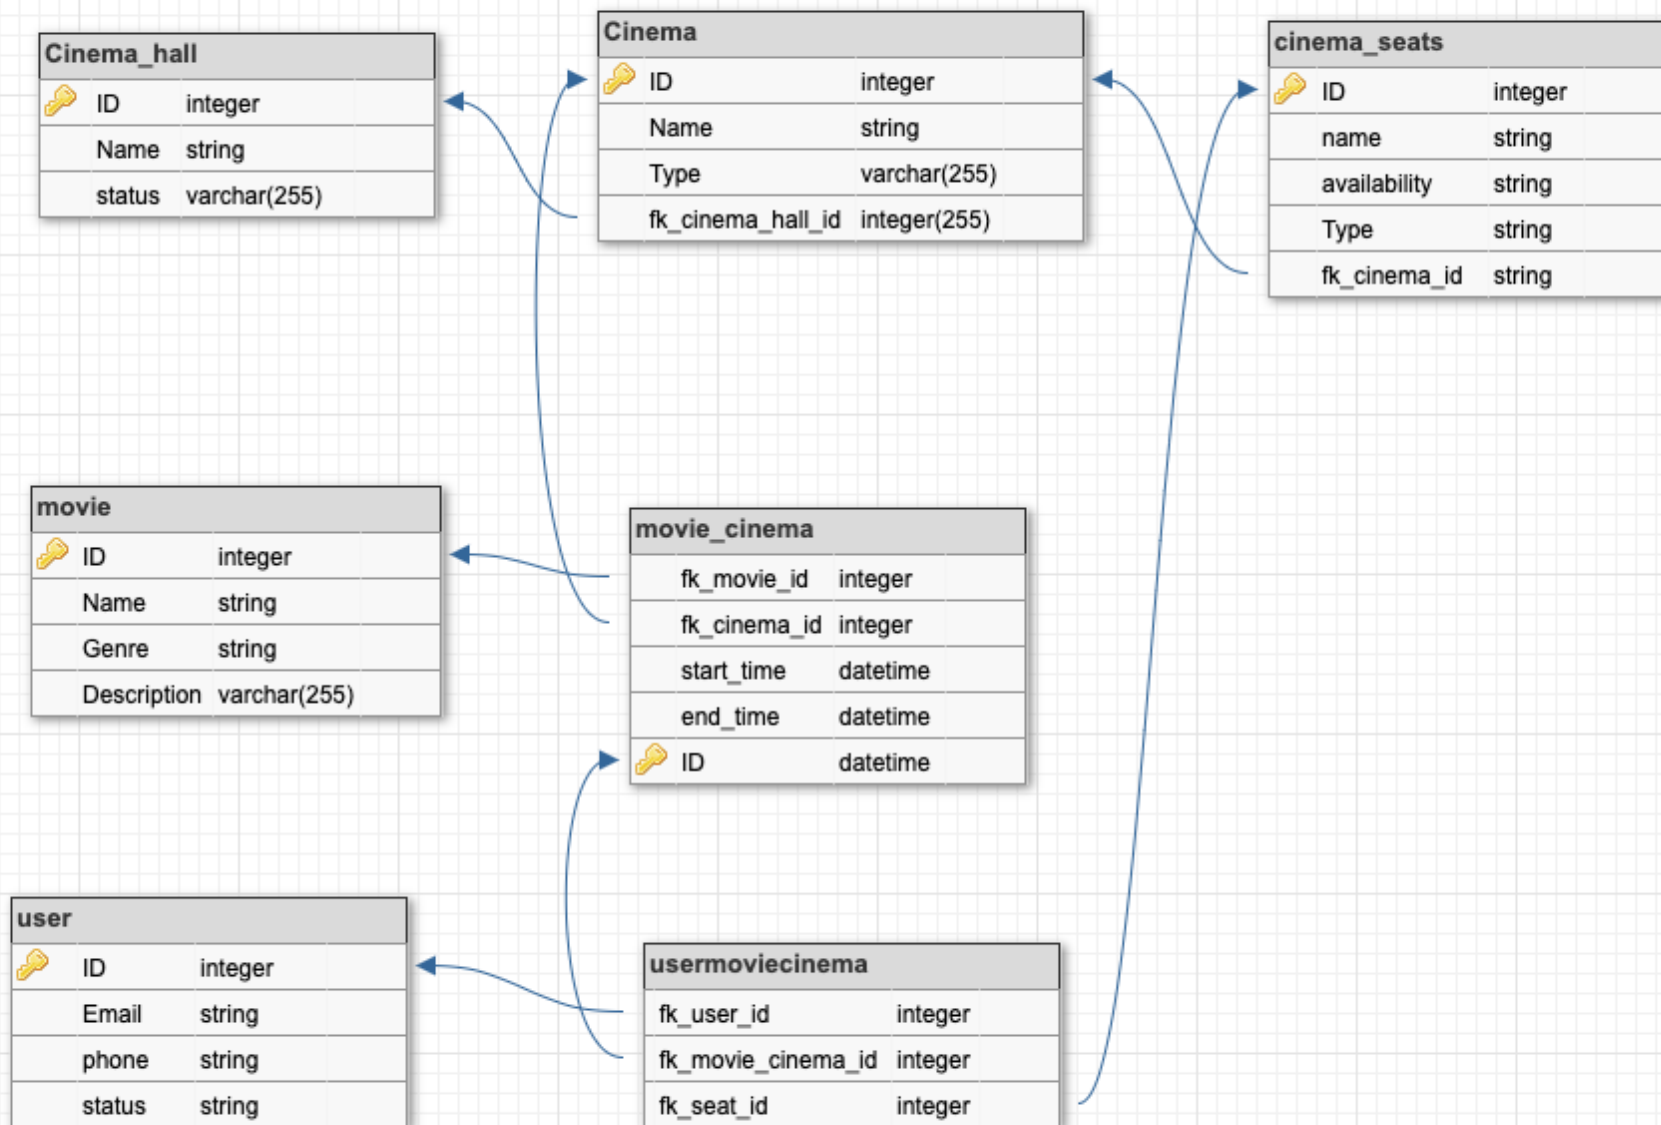 Cinema_hall
ID integer
Name string
status varchar(255)
Cinema
ID integer
Name string
Type varchar(255)
fk_cinema_hall_id integer(255)
cinema_seats
ID integer
name string
availability string
Type string
fk_cinema_id string
movie
ID integer
Name string
Genre string
Description varchar(255)
movie_cinema
fk_movie_id integer
fk_cinema_id integer
start_time datetime
end_time datetime
ID datetime
user
ID integer
Email string
phone string
status string
usermoviecinema
fk_user_id integer
fk_movie_cinema_id integer
fk_seat_id integer